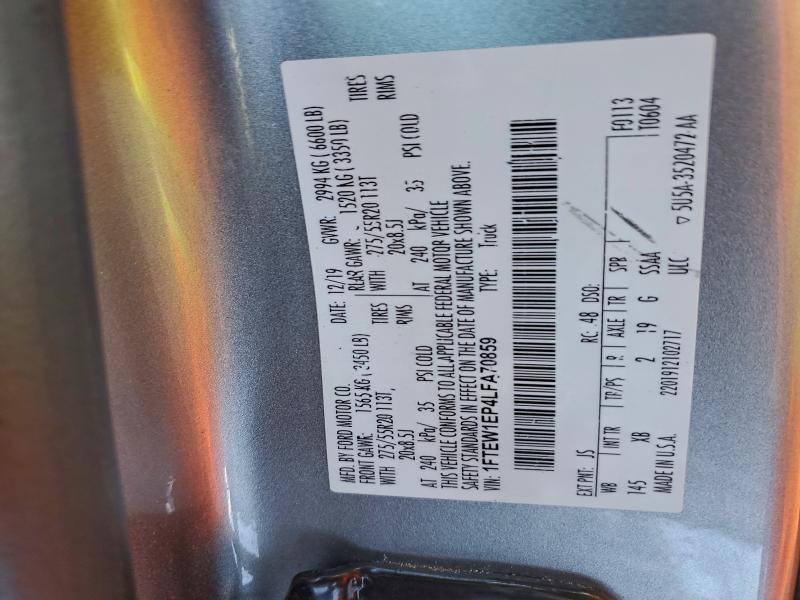 MFD. BY FORD MOTOR CO. DATE: 12/19 GVWR: 2994 KG ( 6600 LB)
FRONT GAWR: 1565 KG ( 3450 LB) REAR GAWR: 1520 KG ( 3350 LB)
WITH 275/55R20 113T, TIRES WITH 275/55R20 113T TIRES
20x8.5J RIMS 20x8.5J RIMS
AT 240 kPa/ 35 PSI COLD AT 240 kPa/ 35 PSI COLD
THIS VEHICLE CONFORMS TO ALL APPLICABLE FEDERAL MOTOR VEHICLE
SAFETY STANDARDS IN EFFECT ON THE DATE OF MANUFACTURE SHOWN ABOVE.
VIN: 1FTEW1EP4LFA70859 TYPE: Truck
EXT PNT: JS RC: 48 DSO: F0113
WB INT TR TP/PS R AXLE TR SPR T0604
145 XB 2 19 G SSAA
MADE IN U.S.A. 2201912102717 ULC ▽ 5U5A-3520472-AA